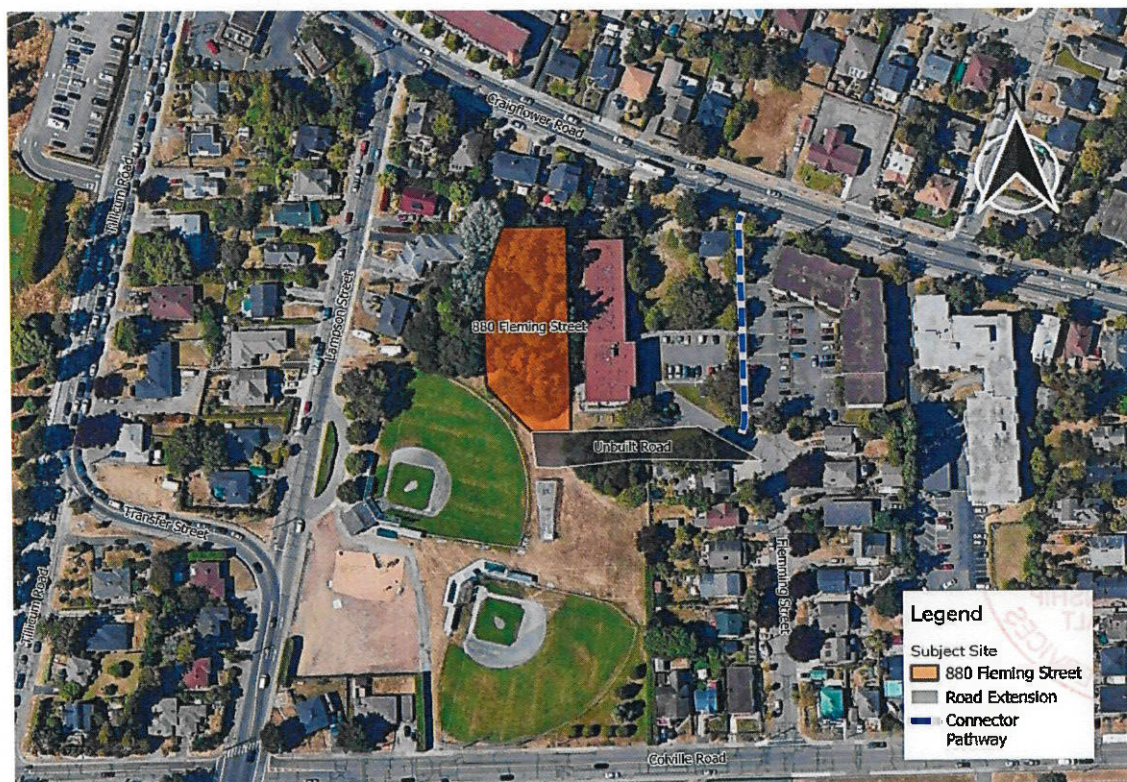 Craigflower Road
N
Tillicum Road
Lampson Street
880 Fleming Street
Unbuilt Road
Transfer Street
Tillicum Road
Flemming Street
Legend
Subject Site
880 Fleming Street
Road Extension
Connector
Pathway
Colville Road